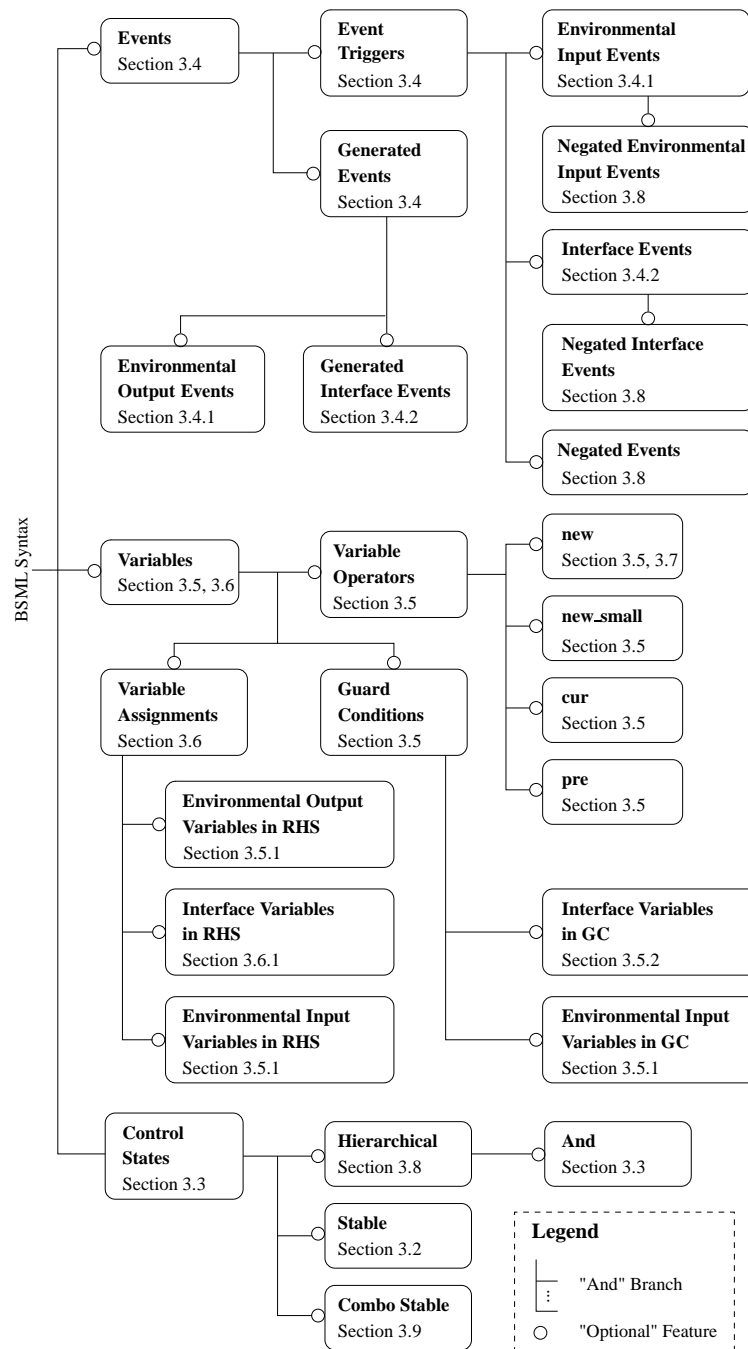 BSML Syntax
Events
Section 3.4
Event
Triggers
Section 3.4
Environmental
Input Events
Section 3.4.1
Negated Environmental
Input Events
Section 3.8
Generated
Events
Section 3.4
Interface Events
Section 3.4.2
Negated Interface
Events
Section 3.8
Environmental
Output Events
Section 3.4.1
Generated
Interface Events
Section 3.4.2
Negated Events
Section 3.8
Variables
Section 3.5, 3.6
Variable
Operators
Section 3.5
new
Section 3.5, 3.7
new_small
Section 3.5
cur
Section 3.5
pre
Section 3.5
Variable
Assignments
Section 3.6
Guard
Conditions
Section 3.5
Environmental Output
Variables in RHS
Section 3.5.1
Interface Variables
in RHS
Section 3.6.1
Environmental Input
Variables in RHS
Section 3.5.1
Interface Variables
in GC
Section 3.5.2
Environmental Input
Variables in GC
Section 3.5.1
Control
States
Section 3.3
Hierarchical
Section 3.8
And
Section 3.3
Stable
Section 3.2
Combo Stable
Section 3.9
Legend
"And" Branch
"Optional" Feature